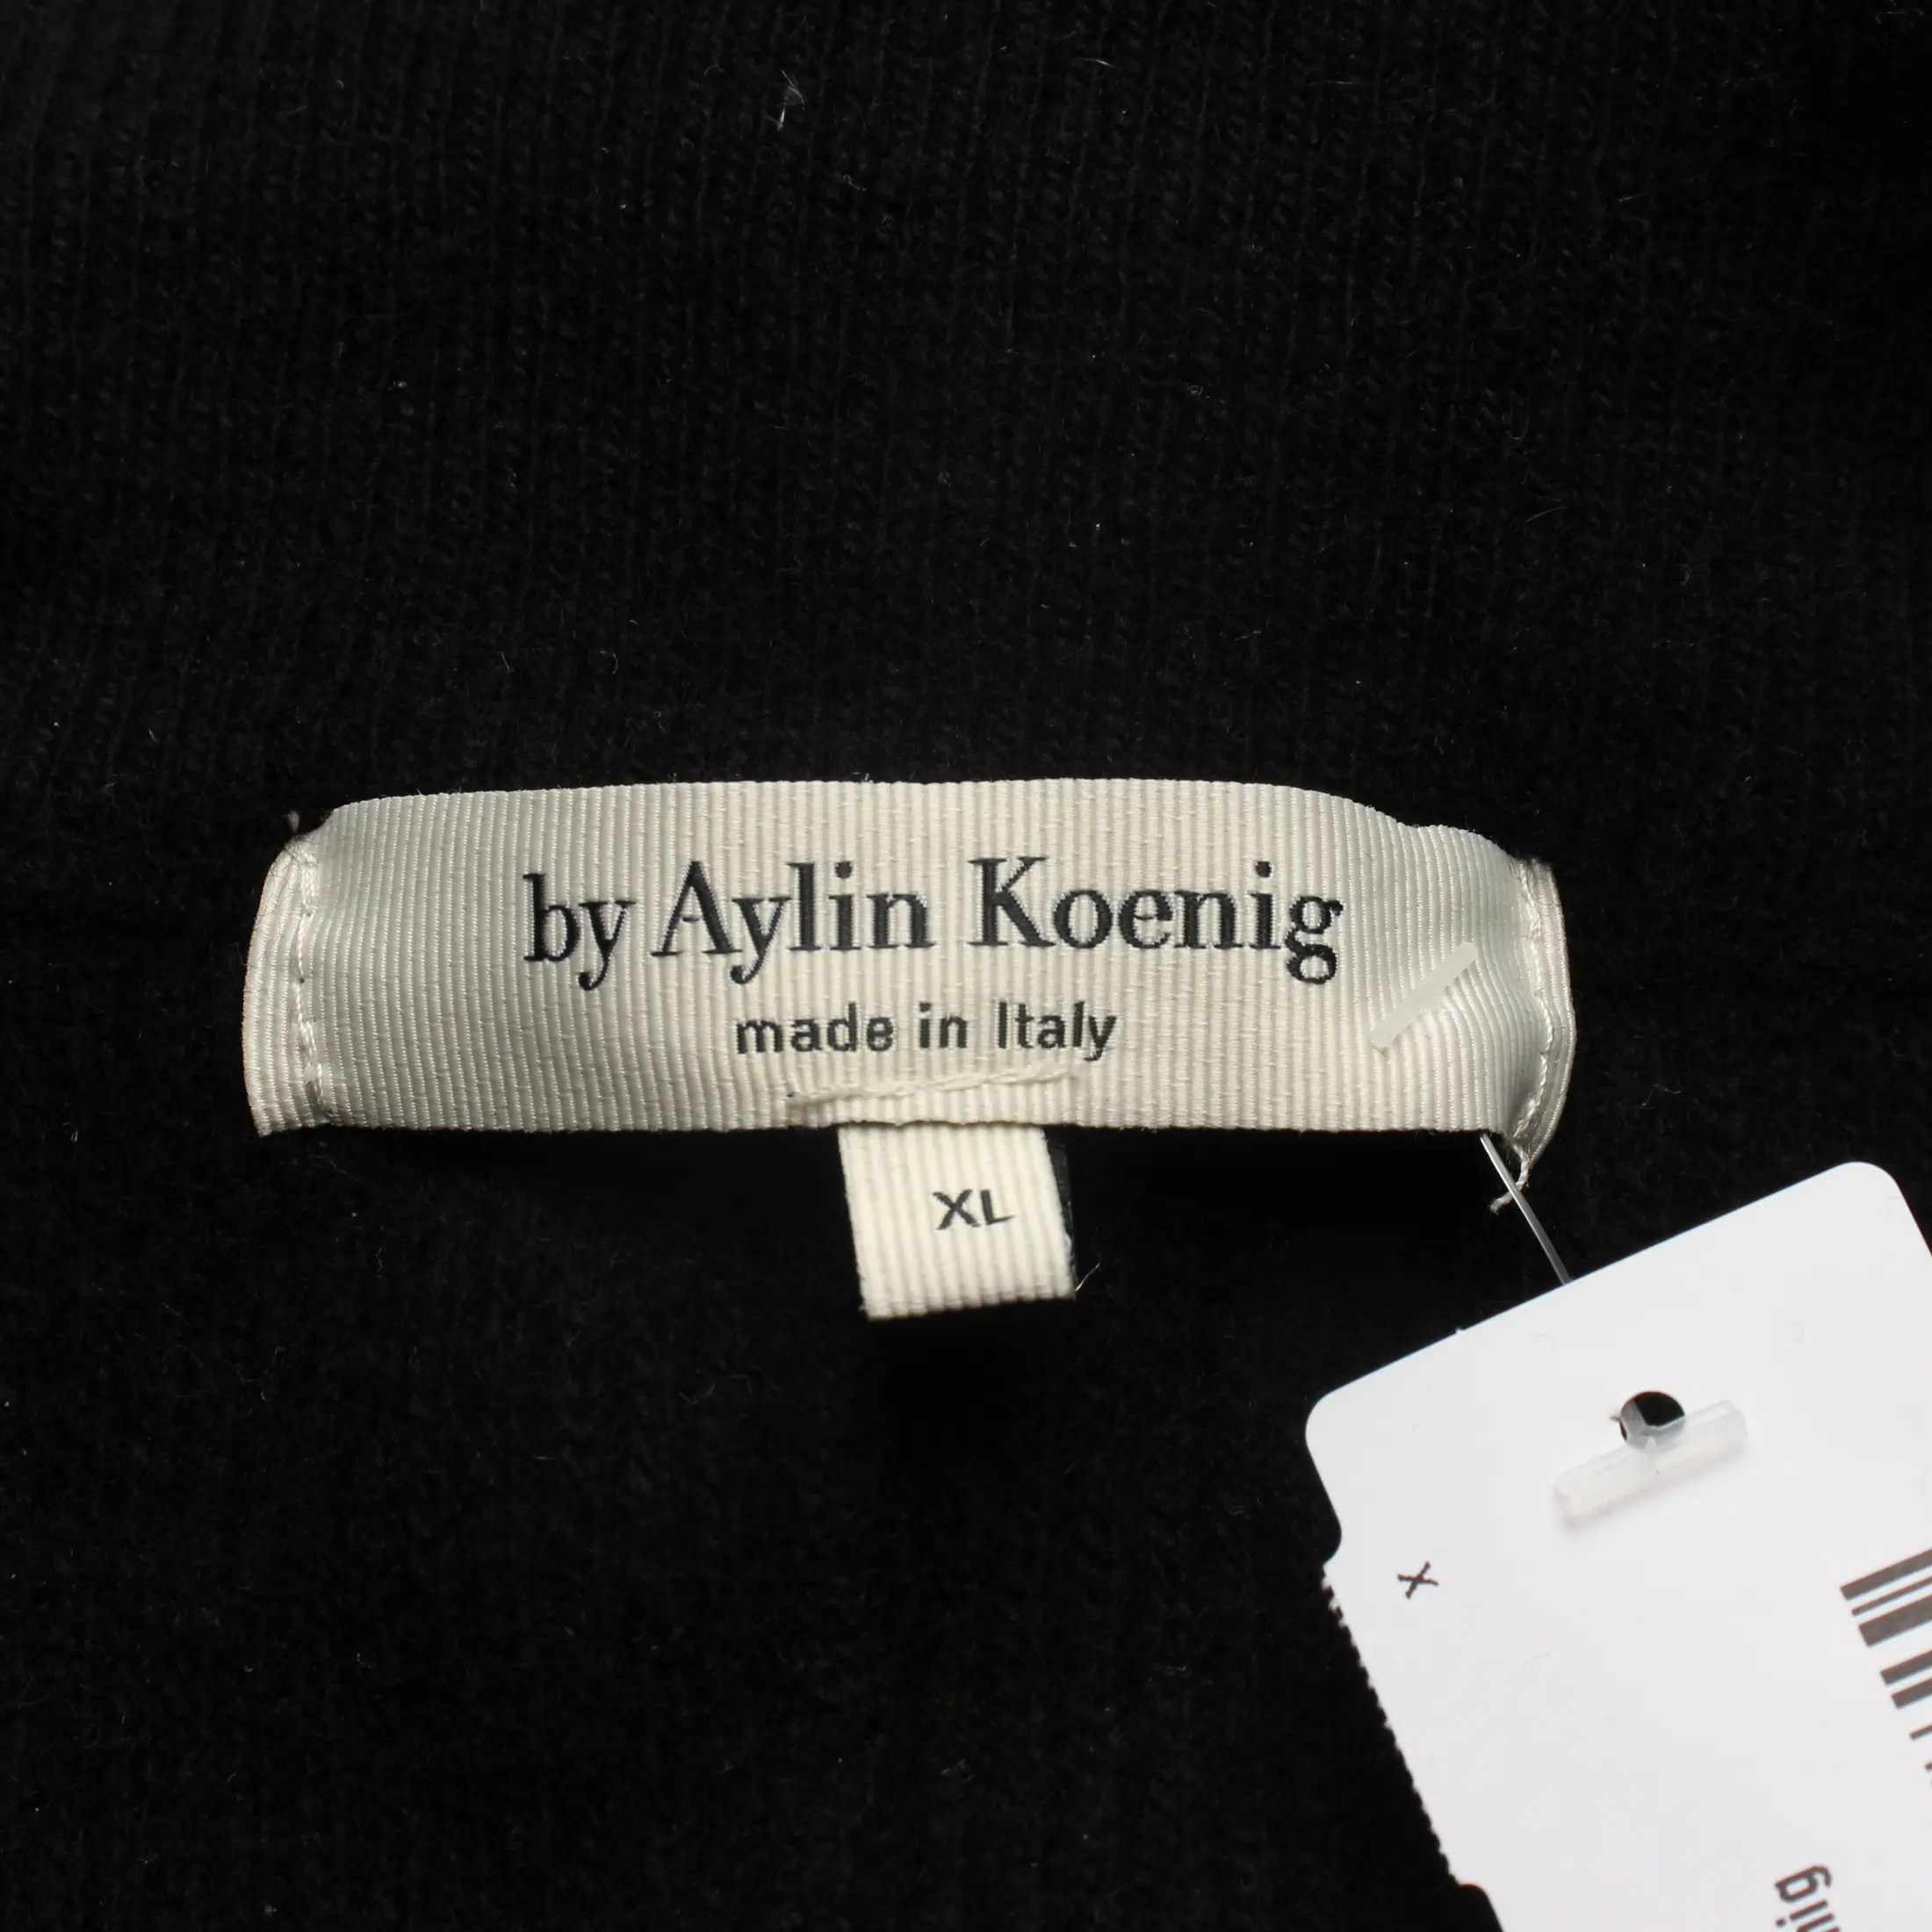 by Aylin Koenig
made in Italy
XL
x